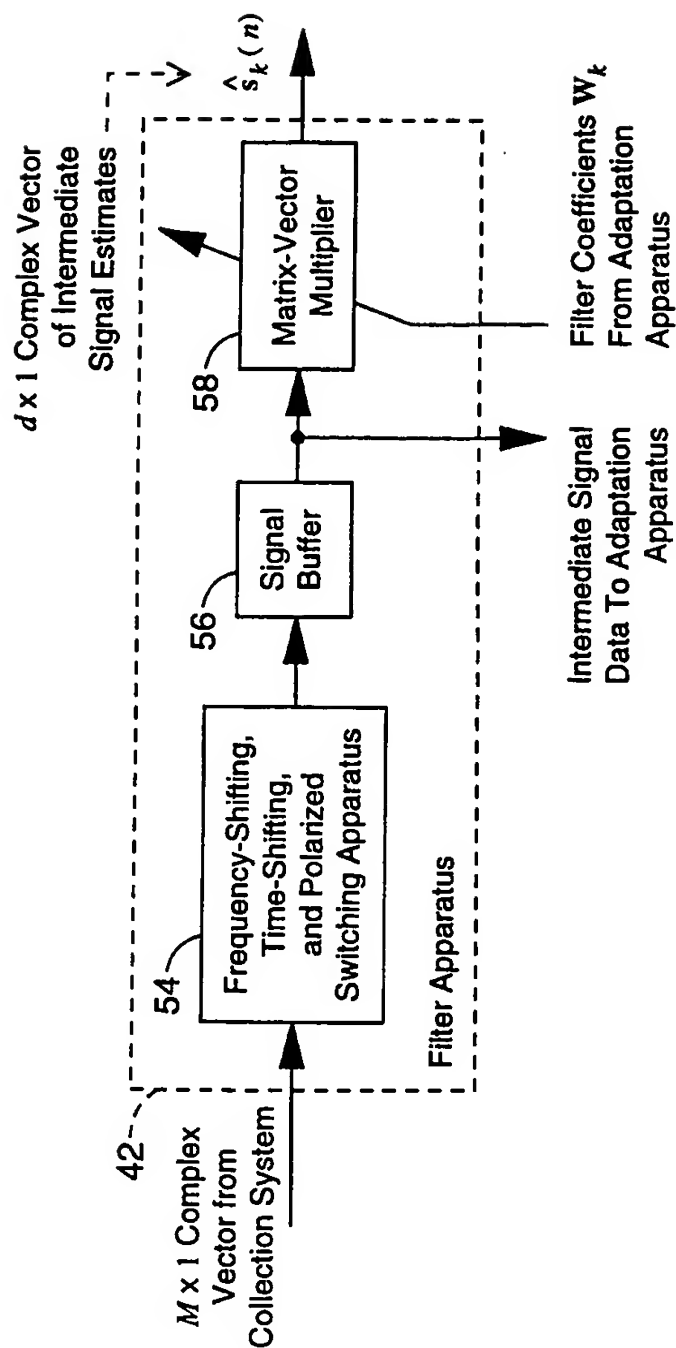 42
M x 1 Complex
Vector from
Collection System
54
Frequency-Shifting,
Time-Shifting,
and Polarized
Switching Apparatus
Filter Apparatus
56
Signal
Buffer
58
Matrix-Vector
Multiplier
d x 1 Complex Vector
of Intermediate
Signal Estimates
ŝₖ(n)
Intermediate Signal
Data To Adaptation
Apparatus
Filter Coefficients Wₖ
From Adaptation
Apparatus